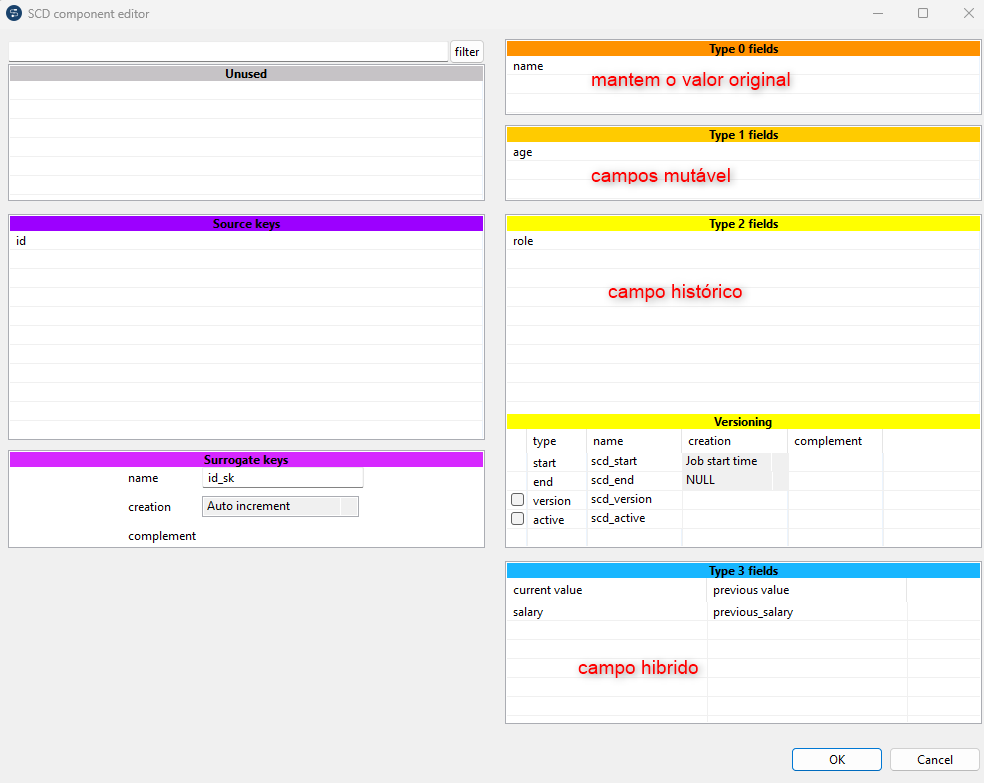 SCD component editor
filter
Unused
Source keys
id
Surrogate keys
name id_sk
creation Auto increment
complement
Type 0 fields
name
mantem o valor original
Type 1 fields
age
campos mutável
Type 2 fields
role
campo histórico
Versioning
type name creation complement
start scd_start Job start time
end scd_end NULL
version scd_version
active scd_active
Type 3 fields
current value previous value
salary previous_salary
campo hibrido
OK Cancel